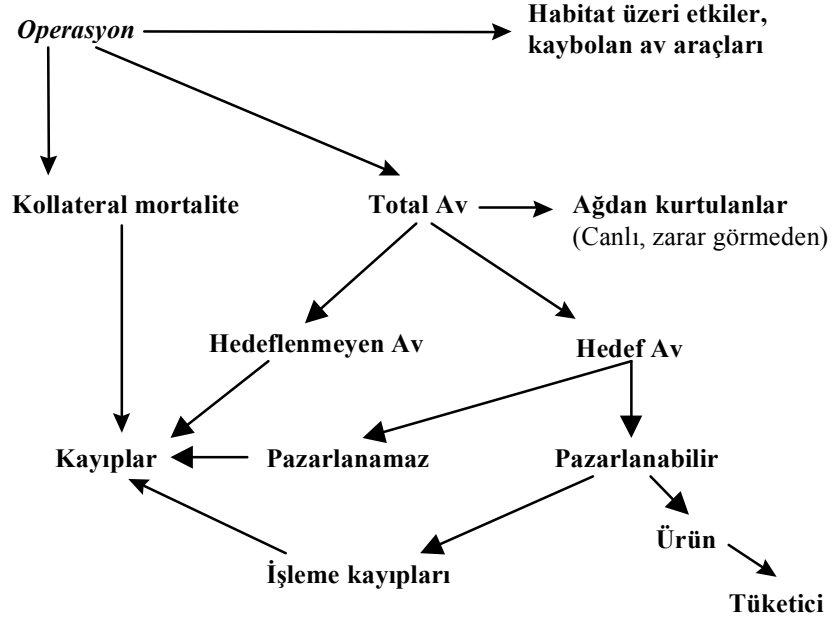 Operasyon
Habitat üzeri etkiler,
kaybolan av araçları
Kollateral mortalite
Total Av
Ağdan kurtulanlar
(Canlı, zarar görmeden)
Hedeflenmeyen Av
Hedef Av
Kayıplar
Pazarlanamaz
Pazarlanabilir
Ürün
İşleme kayıpları
Tüketici